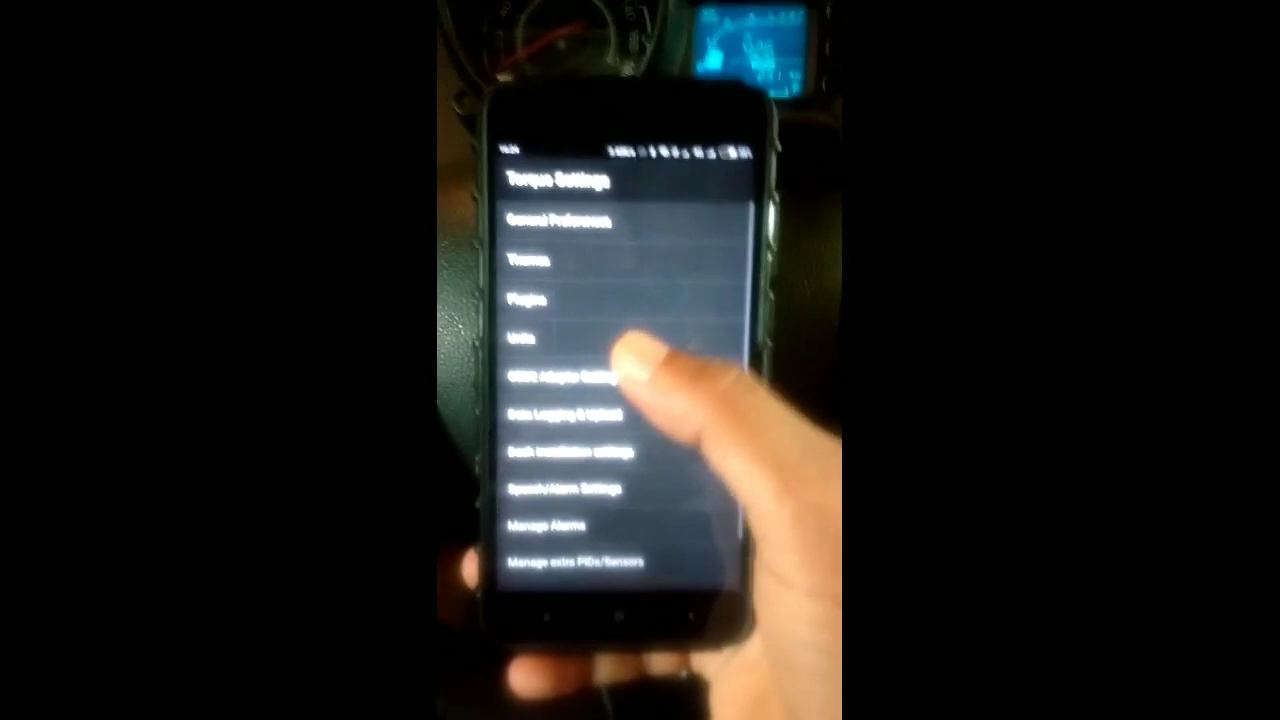 Torque Settings
General Preferences
Themes
Plugins
Units
OBD2 Adapter Settings
Data Logging & Upload
Dash installation settings
Speech/Alarm Settings
Manage Alarms
Manage extra PIDs/Sensors